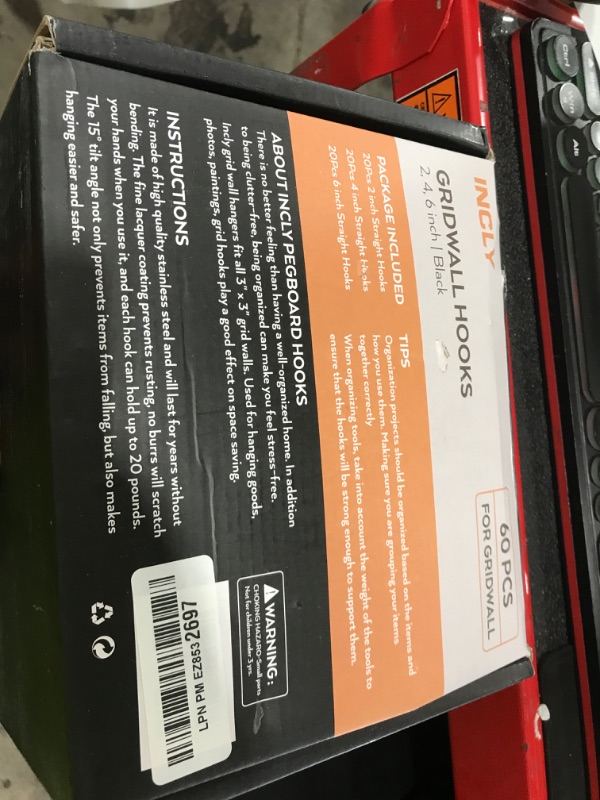 INCLY
GRIDWALL HOOKS
2, 4, 6 inch | Black
60 PCS
FOR GRIDWALL
PACKAGE INCLUDED
20Pcs 2 inch Straight Hooks
20Pcs 4 inch Straight Hooks
20Pcs 6 inch Straight Hooks
TIPS
Organization projects should be organized based on the items and
how you use them. Making sure you are grouping your items
together correctly
When organizing tools, take into account the weight of the tools to
ensure that the hooks will be strong enough to support them.
ABOUT INCLY PEGBOARD HOOKS
There is no better feeling than having a well-organized home. In addition
to being clutter-free, being organized can make you feel stress-free.
Incly grid wall hangers fit all 3" x 3" grid walls. Used for hanging goods,
photos, paintings, grid hooks play a good effect on space saving.
WARNING:
CHOKING HAZARD-Small parts
Not for children under 3 yrs.
INSTRUCTIONS
It is made of high quality stainless steel and will last for years without
bending. The fine lacquer coating prevents rusting, no burrs will scratch
your hands when you use it, and each hook can hold up to 20 pounds.
The 15° tilt angle not only prevents items from falling, but also makes
hanging easier and safer.
LPN PM EZ853 2697
Ctrl
Alt